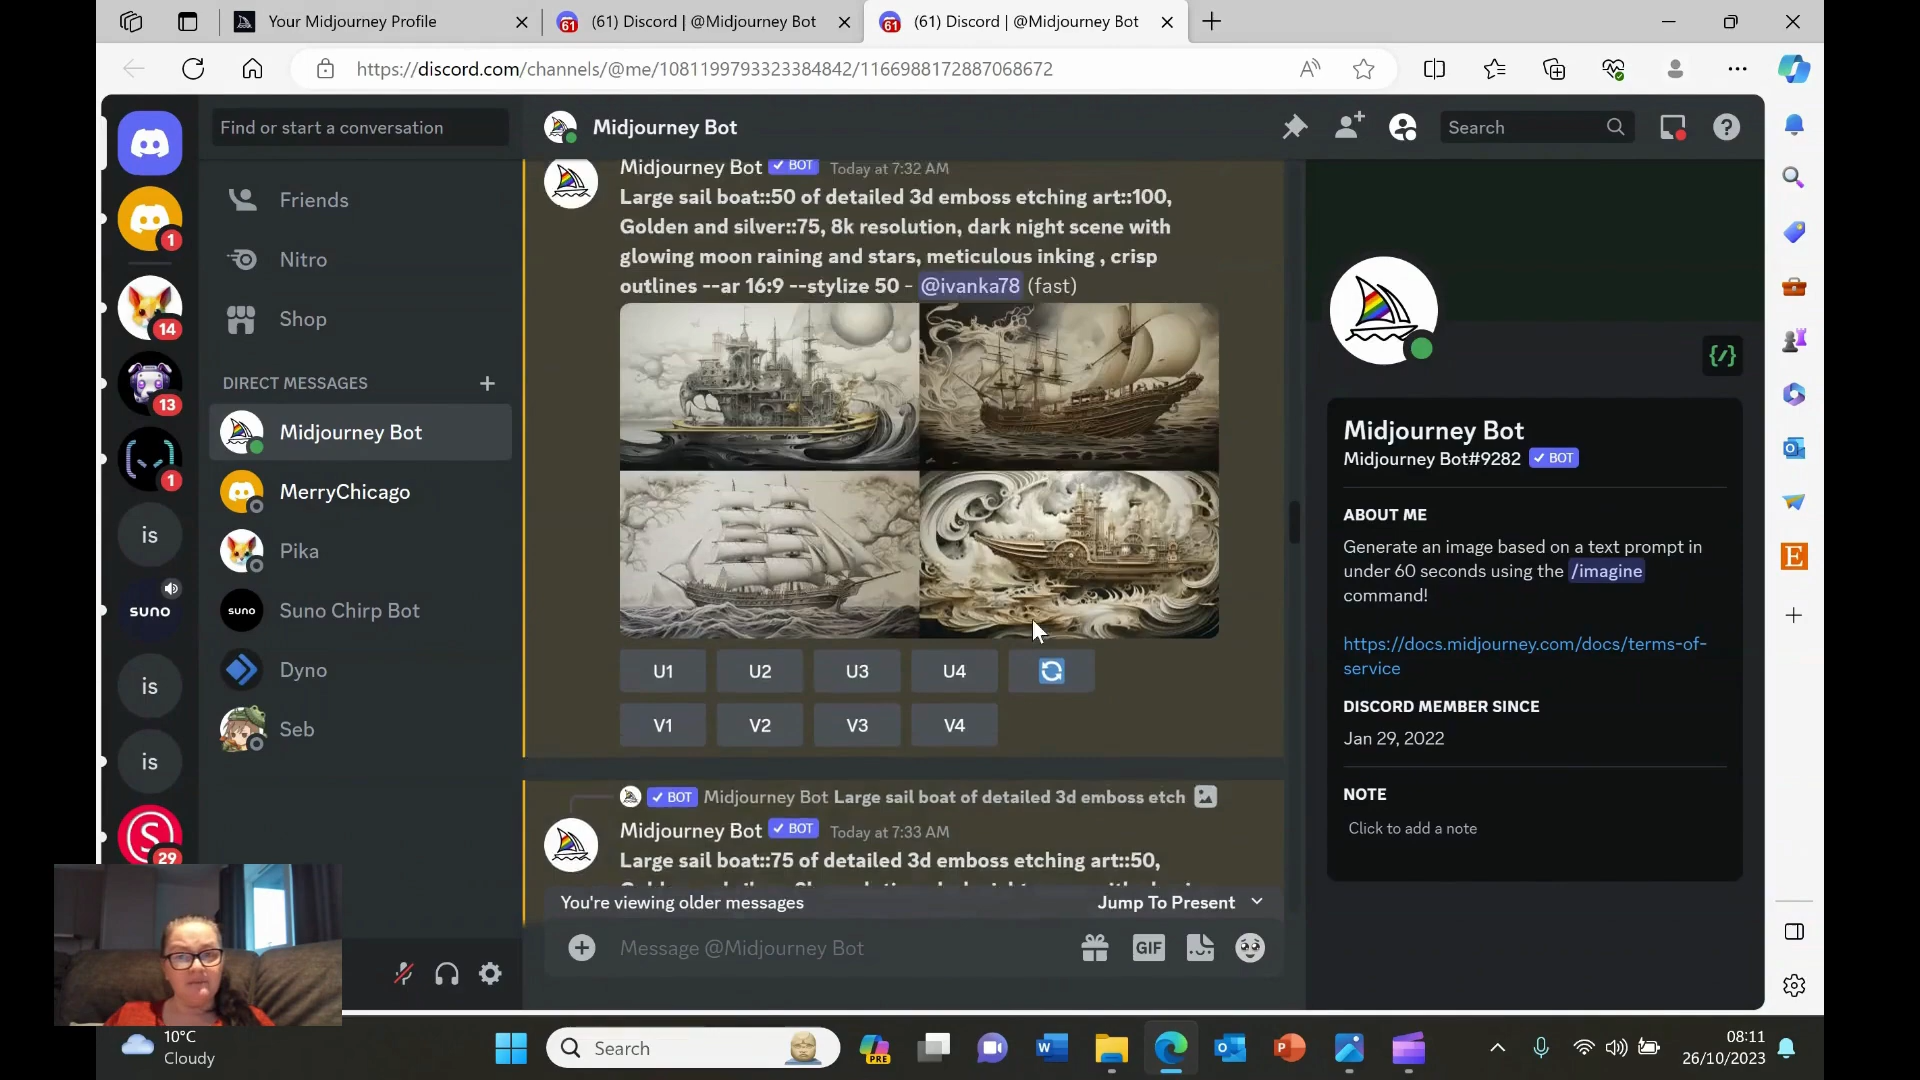 Your Midjourney Profile
(61) Discord | @Midjourney Bot
(61) Discord | @Midjourney Bot
https://discord.com/channels/@me/1081199793323384842/1166988172887068672
Find or start a conversation
Midjourney Bot
Search
Friends
Nitro
Shop
DIRECT MESSAGES
Midjourney Bot
MerryChicago
Pika
Suno Chirp Bot
Dyno
Seb
1
14
13
1
is
suno
is
is
S
29
suno
Midjourney Bot BOT Today at 7:32 AM
Large sail boat::50 of detailed 3d emboss etching art::100,
Golden and silver::75, 8k resolution, dark night scene with
glowing moon raining and stars, meticulous inking , crisp
outlines --ar 16:9 --stylize 50 - @ivanka78 (fast)
U1 U2 U3 U4
V1 V2 V3 V4
BOT Midjourney Bot Large sail boat of detailed 3d emboss etch
Midjourney Bot BOT Today at 7:33 AM
Large sail boat::75 of detailed 3d emboss etching art::50,
You're viewing older messages Jump To Present
Message @Midjourney Bot
GIF
Midjourney Bot
Midjourney Bot#9282 BOT
ABOUT ME
Generate an image based on a text prompt in
under 60 seconds using the /imagine
command!
https://docs.midjourney.com/docs/terms-of-
service
DISCORD MEMBER SINCE
Jan 29, 2022
NOTE
Click to add a note
E
10°C
Cloudy
Search
PRE
08:11
26/10/2023